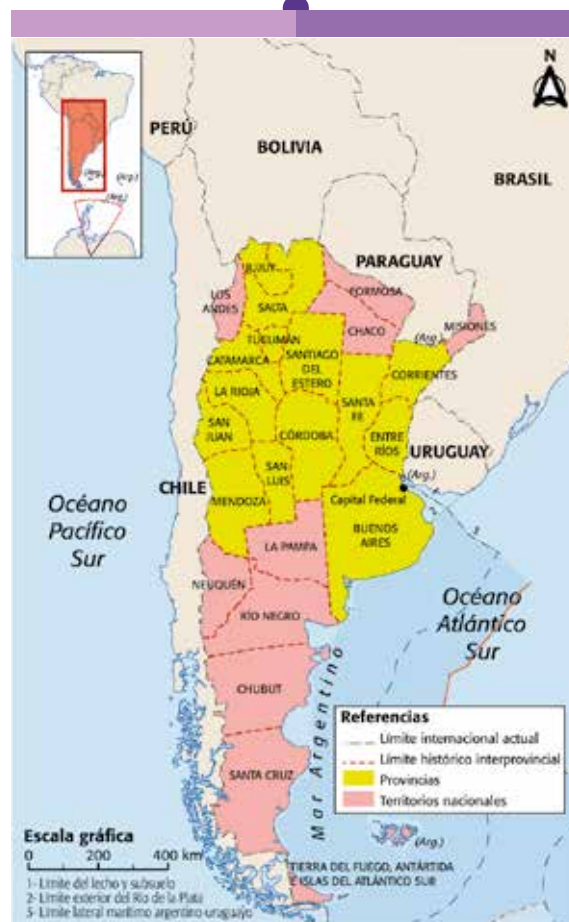 N
PERÚ
BOLIVIA
BRASIL
(Arg.)
(Arg.)
(Arg.)
PARAGUAY
JUJUY
LOS
ANDES
FORMOSA
SALTA
CHACO
MISIONES
TUCUMÁN
(Arg.)
CATAMARCA
SANTIAGO
DEL
ESTERO
CORRIENTES
LA RIOJA
SANTA
FE
SAN
JUAN
CÓRDOBA
ENTRE
RÍOS
URUGUAY
SAN
LUIS
(Arg.)
CHILE
MENDOZA
Capital Federal
BUENOS
AIRES
Océano
Pacífico
Sur
LA PAMPA
NEUQUÉN
RÍO NEGRO
Océano
Atlántico
Sur
CHUBUT
Mar Argentino
SANTA CRUZ
Referencias
Límite internacional actual
Límite histórico interprovincial
Provincias
Territorios nacionales
(Arg.)
Escala gráfica
0 200 400 km
TIERRA DEL FUEGO, ANTÁRTIDA
E ISLAS DEL ATLÁNTICO SUR
1- Límite del lecho y subsuelo
2- Límite exterior del Río de la Plata
3- Límite lateral marítimo argentino-uruguayo